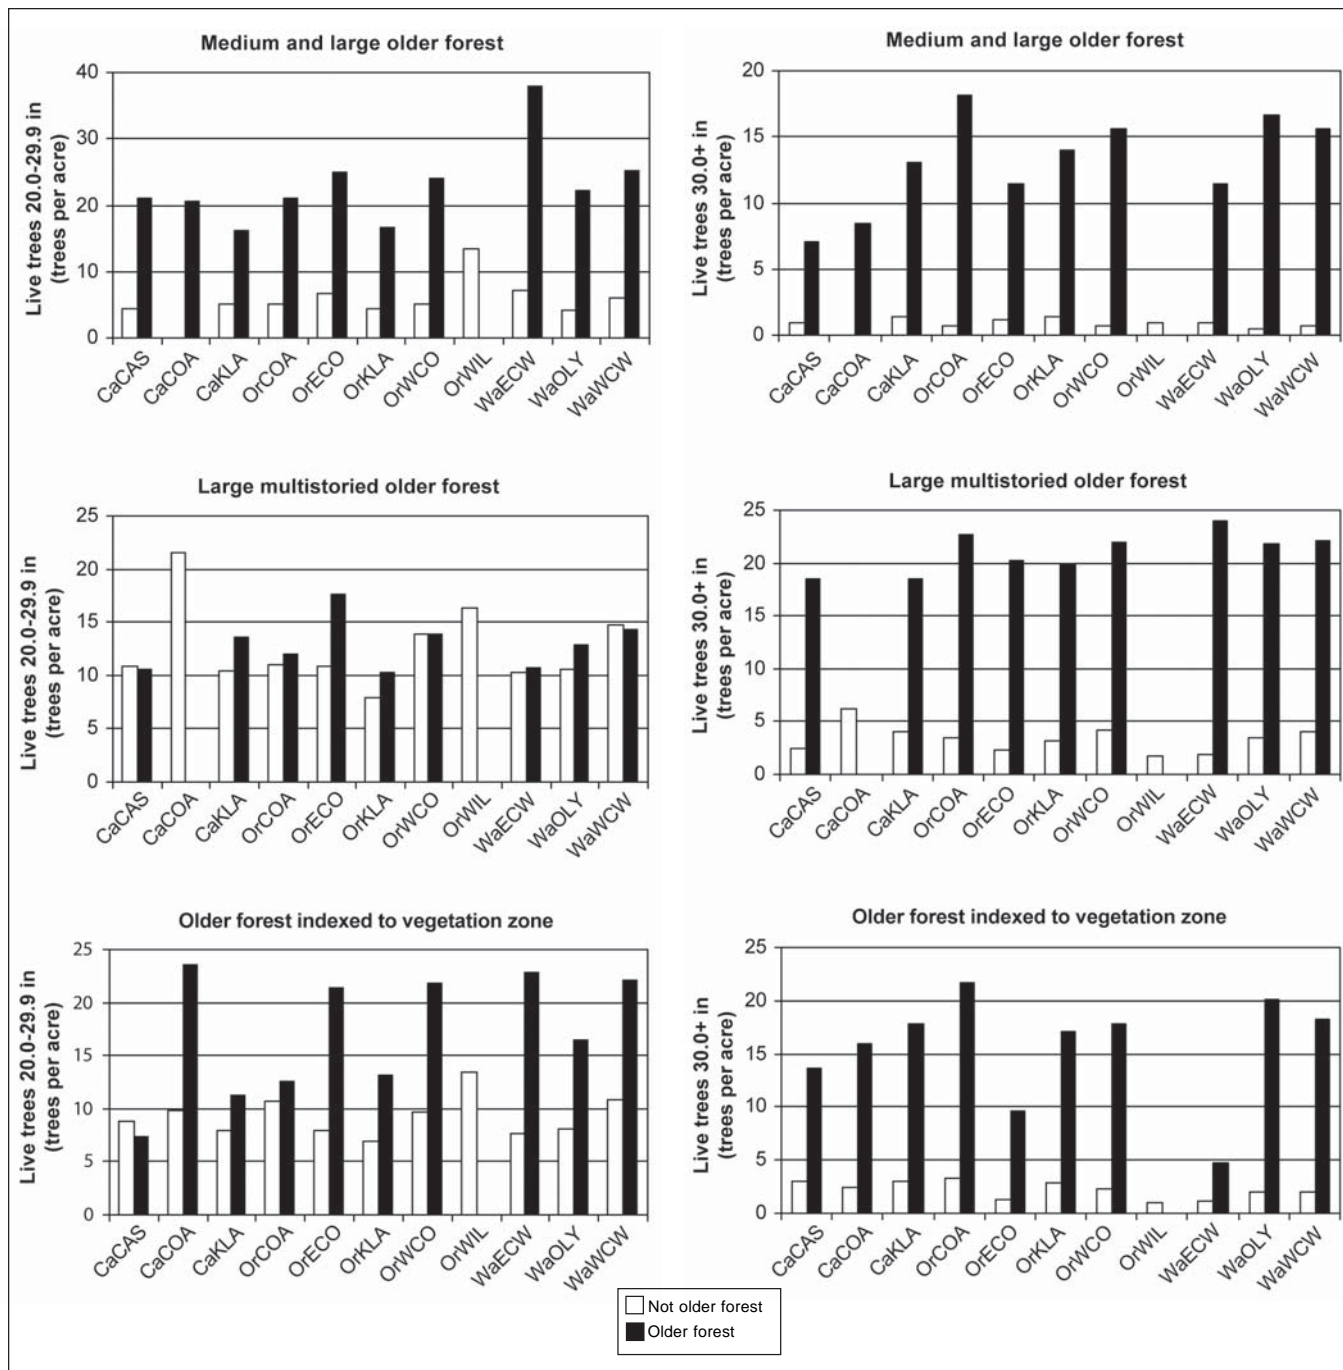 Medium and large older forest
Live trees 20.0-29.9 in
(trees per acre)
40
30
20
10
0
CaCAS
CaCOA
CaKLA
OrCOA
OrECO
OrKLA
OrWCO
OrWIL
WaECW
WaOLY
WaWCW
Medium and large older forest
Live trees 30.0+ in
(trees per acre)
20
15
10
5
0
CaCAS
CaCOA
CaKLA
OrCOA
OrECO
OrKLA
OrWCO
OrWIL
WaECW
WaOLY
WaWCW
Large multistoried older forest
Live trees 20.0-29.9 in
(trees per acre)
25
20
15
10
5
0
CaCAS
CaCOA
CaKLA
OrCOA
OrECO
OrKLA
OrWCO
OrWIL
WaECW
WaOLY
WaWCW
Large multistoried older forest
Live trees 30.0+ in
(trees per acre)
25
20
15
10
5
0
CaCAS
CaCOA
CaKLA
OrCOA
OrECO
OrKLA
OrWCO
OrWIL
WaECW
WaOLY
WaWCW
Older forest indexed to vegetation zone
Live trees 20.0-29.9 in
(trees per acre)
25
20
15
10
5
0
CaCAS
CaCOA
CaKLA
OrCOA
OrECO
OrKLA
OrWCO
OrWIL
WaECW
WaOLY
WaWCW
Older forest indexed to vegetation zone
Live trees 30.0+ in
(trees per acre)
25
20
15
10
5
0
CaCAS
CaCOA
CaKLA
OrCOA
OrECO
OrKLA
OrWCO
OrWIL
WaECW
WaOLY
WaWCW
Not older forest
Older forest